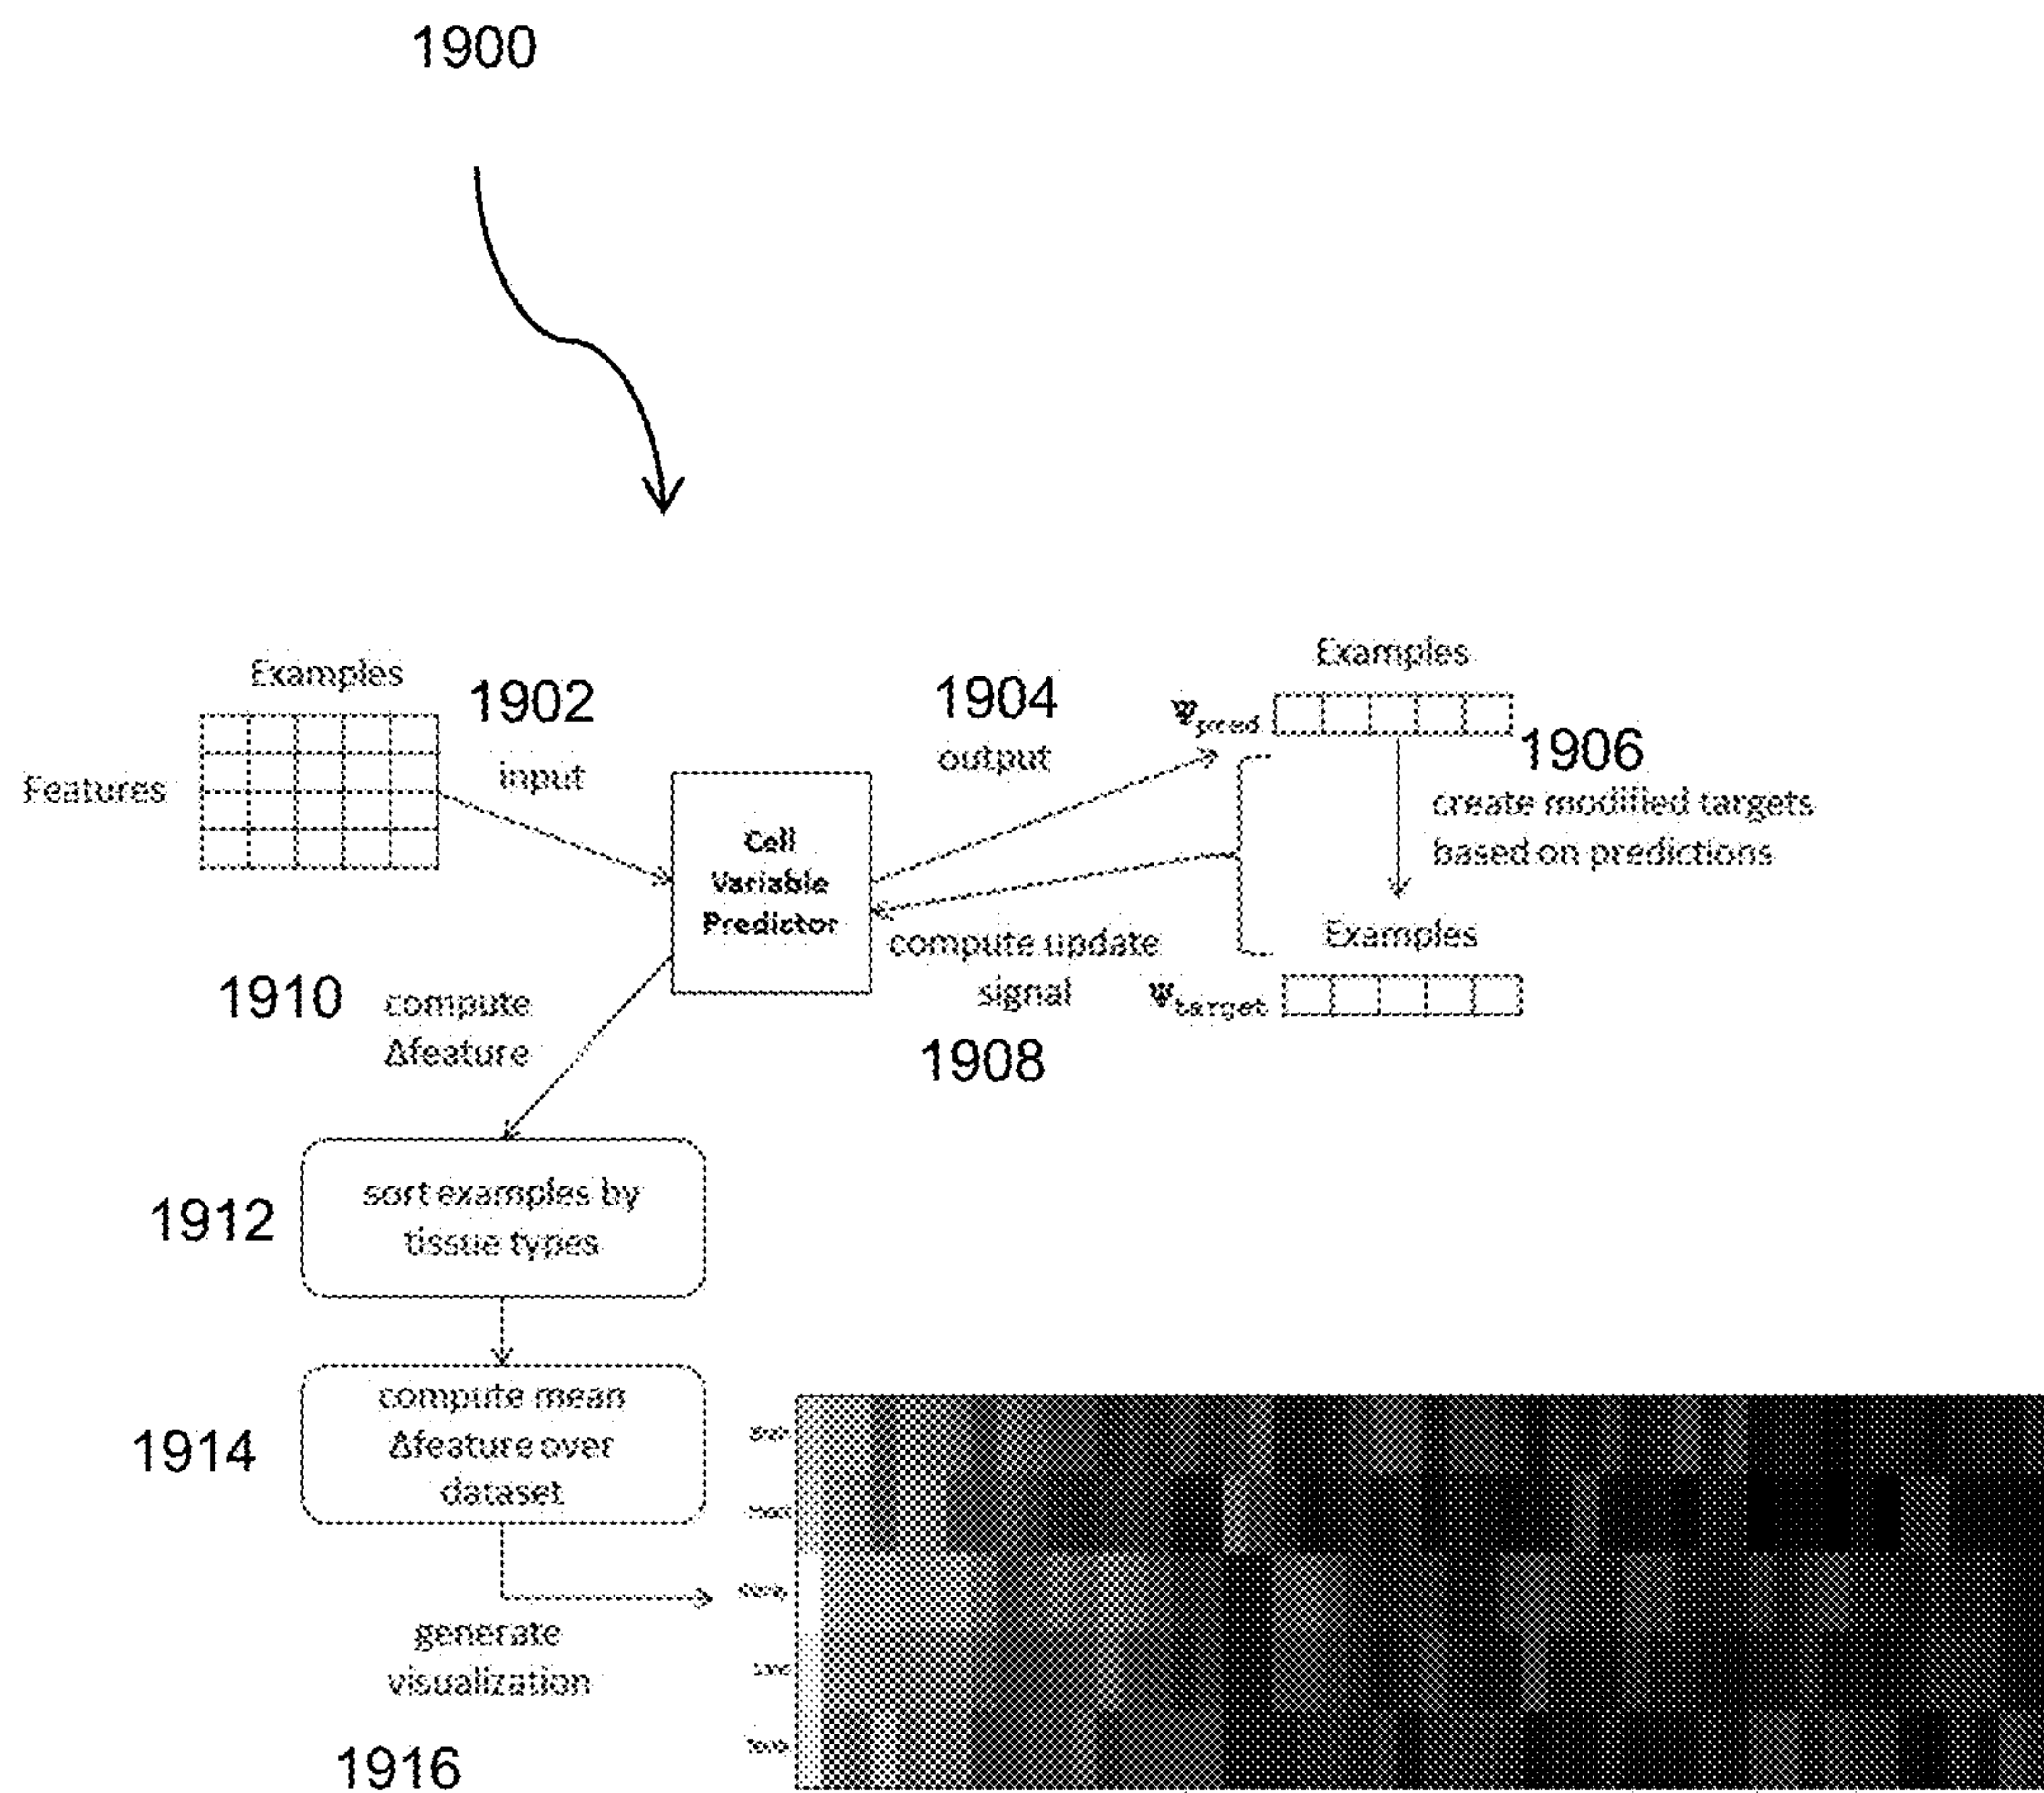 1900
Examples
1902
input
Features
1904
output
Examples
Ψpred
1906
create modified targets
based on predictions
Cell
Variable
Predictor
compute update
signal
1908
Examples
Ψtarget
1910
compute
Δfeature
1912
sort examples by
tissue types
1914
compute mean
Δfeature over
dataset
generate
visualization
1916